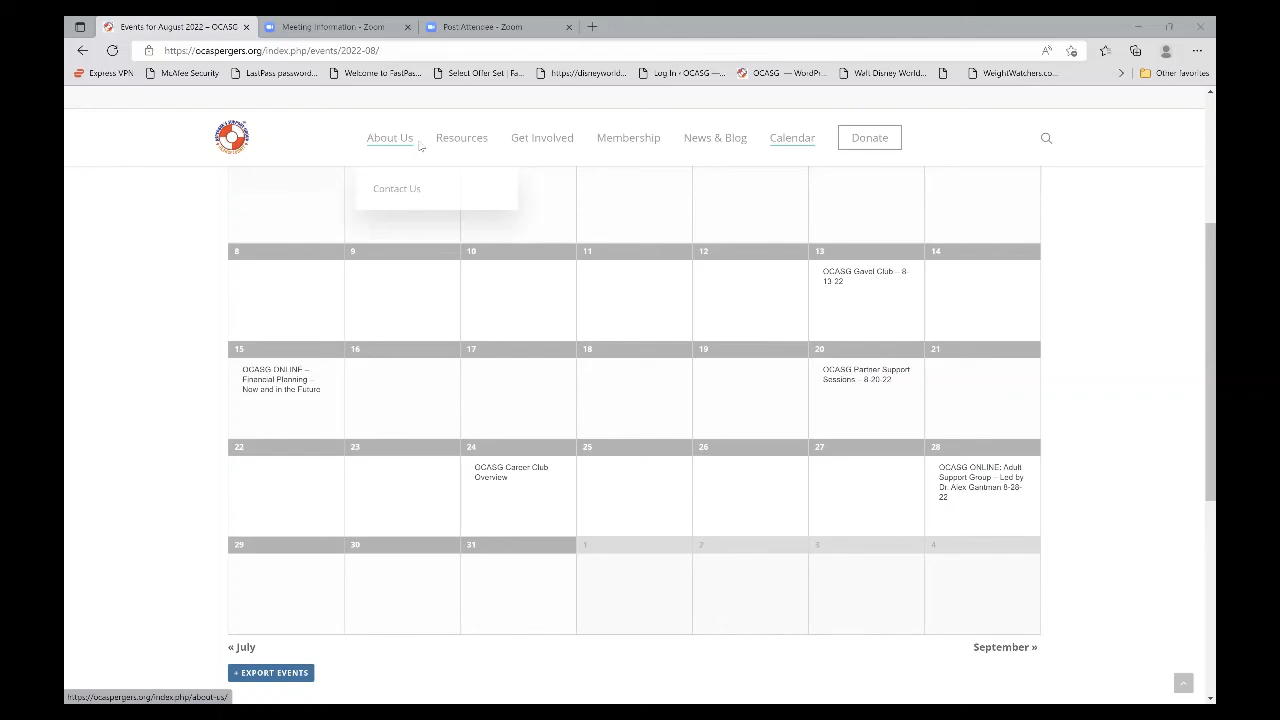 Events for August 2022 – OCASG
Meeting Information - Zoom
Post Attendee - Zoom
https://ocaspergers.org/index.php/events/2022-08/
Express VPN
McAfee Security
LastPass password...
Welcome to FastPas...
Select Offer Set | Fa...
https://disneyworld...
Log In ‹ OCASG —...
OCASG — WordPr...
Walt Disney World...
WeightWatchers.co...
Other favorites
About Us
Resources
Get Involved
Membership
News & Blog
Calendar
Donate
Contact Us
8 9 10 11 12 13 14
OCASG Gavel Club – 8-
13-22
15 16 17 18 19 20 21
OCASG ONLINE –
Financial Planning –
Now and in the Future
OCASG Partner Support
Sessions – 8-20-22
22 23 24 25 26 27 28
OCASG Career Club
Overview
OCASG ONLINE: Adult
Support Group – Led by
Dr. Alex Gantman 8-28-
22
29 30 31 1 2 3 4
« July
September »
+ EXPORT EVENTS
https://ocaspergers.org/index.php/about-us/